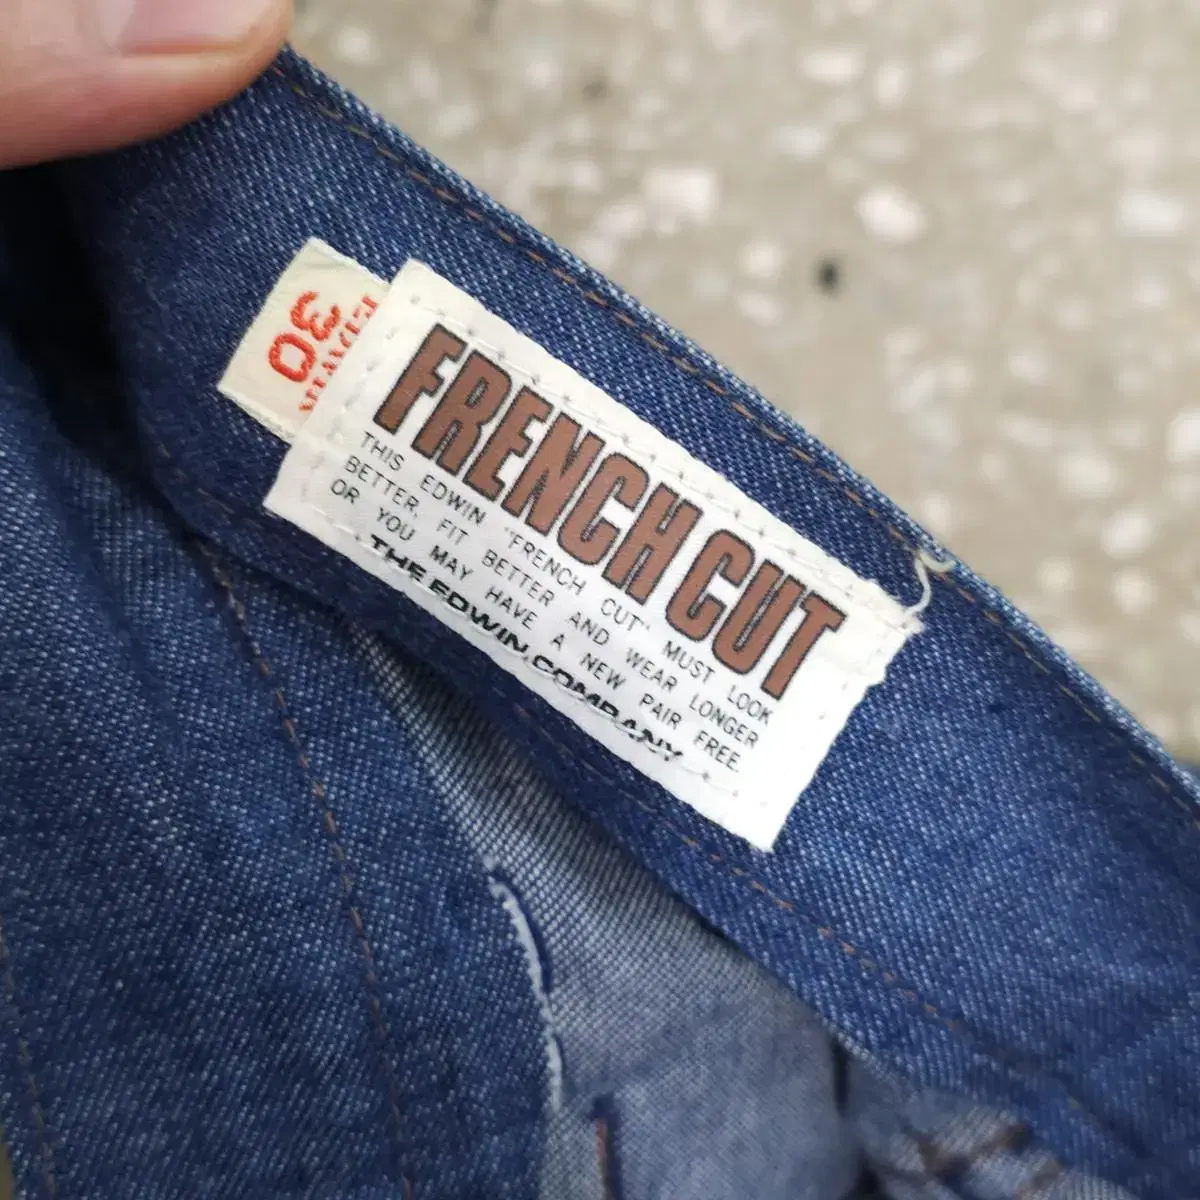 30
FRENCH CUT
THIS EDWIN "FRENCH CUT" MUST LOOK
BETTER, FIT BETTER AND WEAR LONGER
OR YOU MAY HAVE A NEW PAIR FREE.
THE EDWIN COMPANY